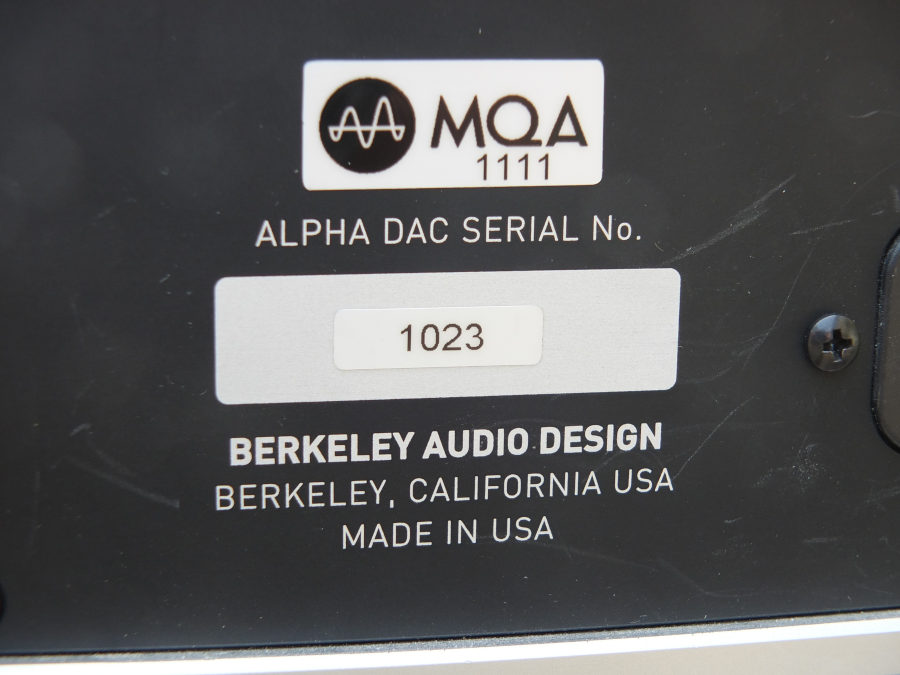 MQA
1111
ALPHA DAC SERIAL No.
1023
BERKELEY AUDIO DESIGN
BERKELEY, CALIFORNIA USA
MADE IN USA